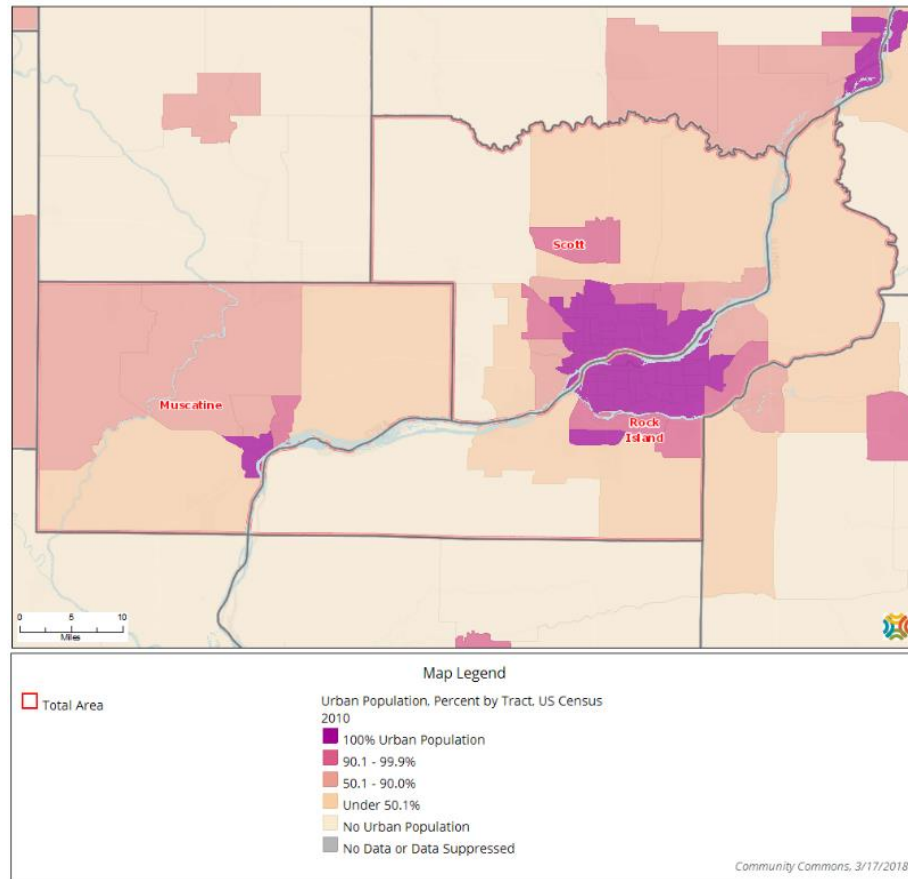 Scott
Muscatine
Rock
Island
0 5 10
Miles
Map Legend
Total Area
Urban Population, Percent by Tract, US Census
2010
100% Urban Population
90.1 - 99.9%
50.1 - 90.0%
Under 50.1%
No Urban Population
No Data or Data Suppressed
Community Commons, 3/17/2018